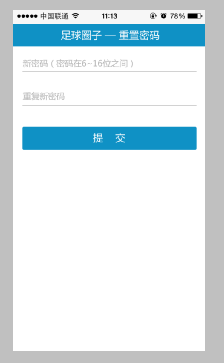 ●●●●● 中国联通 11:13 78%
足球圈子 — 重置密码
新密码（密码在6~16位之间）
重复新密码
提 交